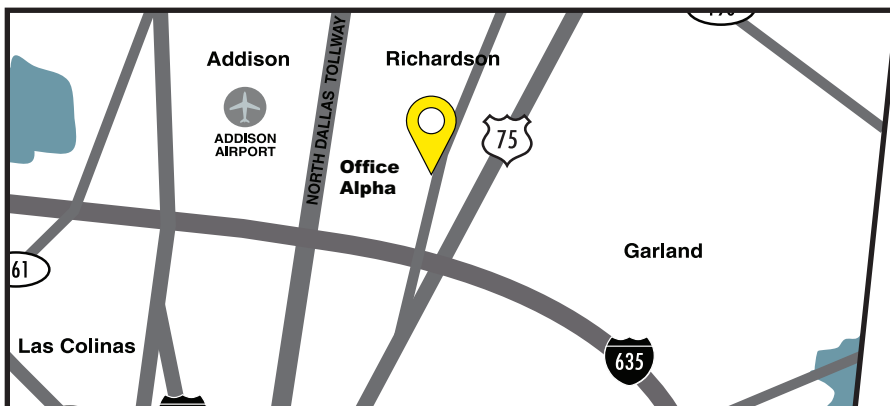 Addison
Richardson
NORTH DALLAS TOLLWAY
ADDISON
AIRPORT
75
Office
Alpha
Garland
61
Las Colinas
635